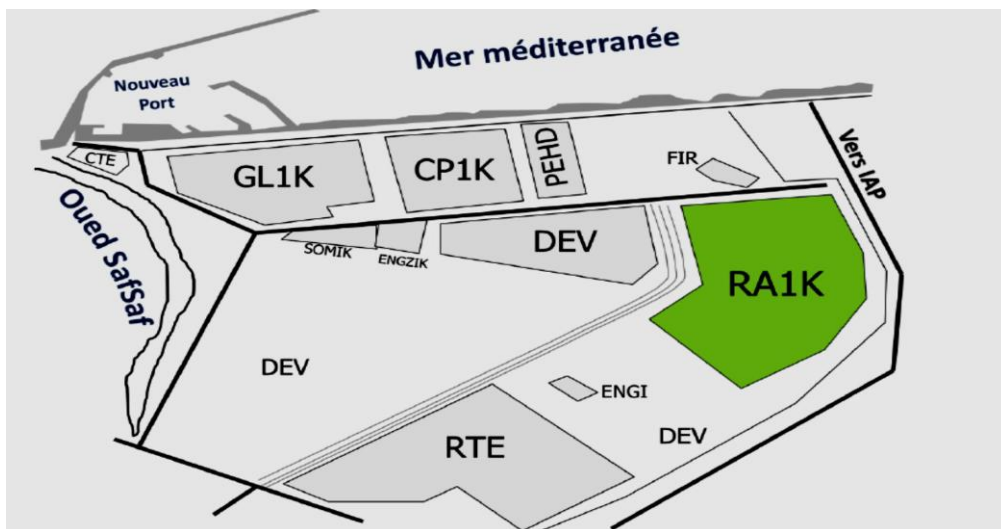 Mer méditerranée
Nouveau
Port
CTE
GL1K
CP1K
PEHD
FIR
Vers IAP
Oued SafSaf
SOMIK
ENGZIK
DEV
RA1K
DEV
ENGI
DEV
RTE